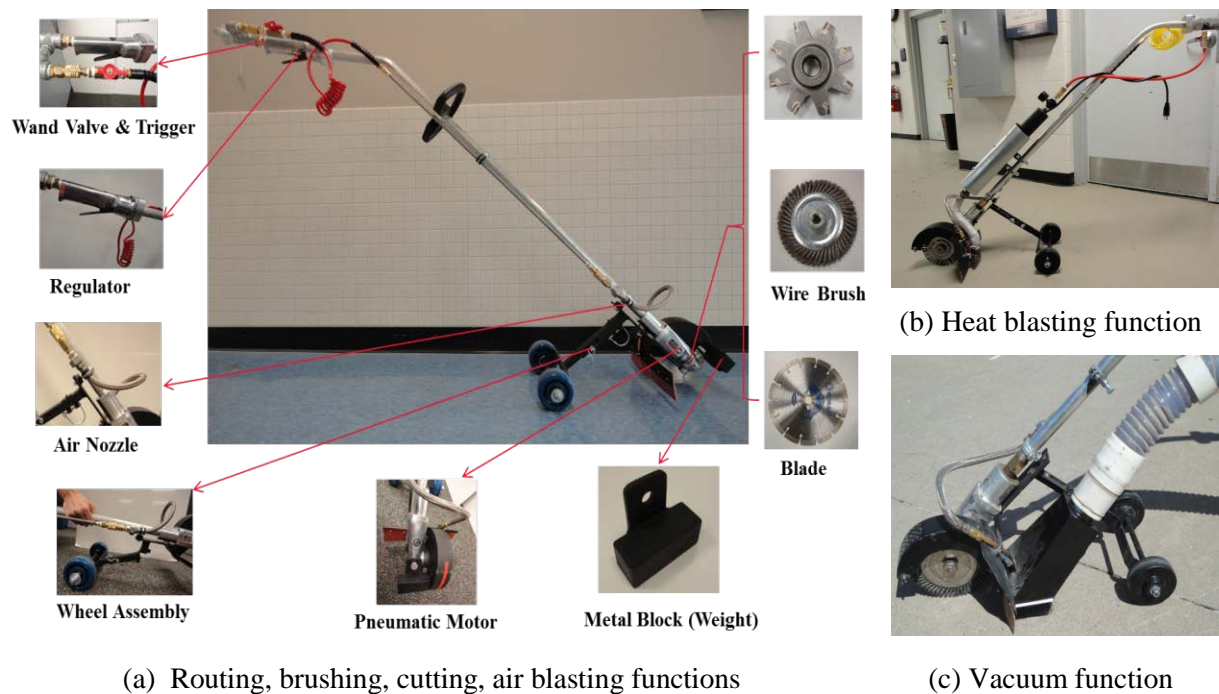 Wand Valve & Trigger
Regulator
Air Nozzle
Wheel Assembly
Pneumatic Motor
Metal Block (Weight)
Wire Brush
Blade
(a) Routing, brushing, cutting, air blasting functions
(b) Heat blasting function
(c) Vacuum function